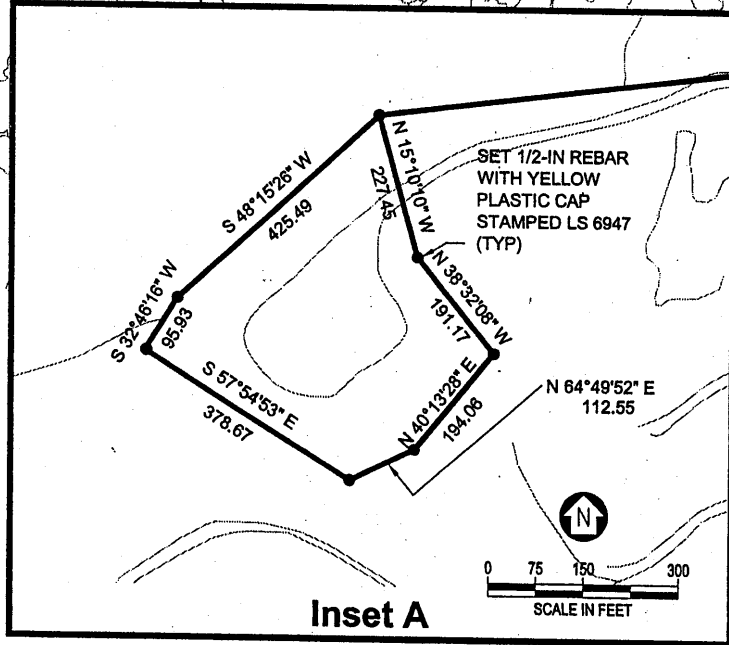 N 15°10'10" W
227.45
SET 1/2-IN REBAR
WITH YELLOW
PLASTIC CAP
STAMPED LS 6947
(TYP)
S 48°15'26" W
425.49
N 38°32'08" W
191.17
S 32°46'16" W
95.93
S 57°54'53" E
378.67
N 40°13'28" E
194.06
N 64°49'52" E
112.55
N
0 75 150 300
SCALE IN FEET
Inset A